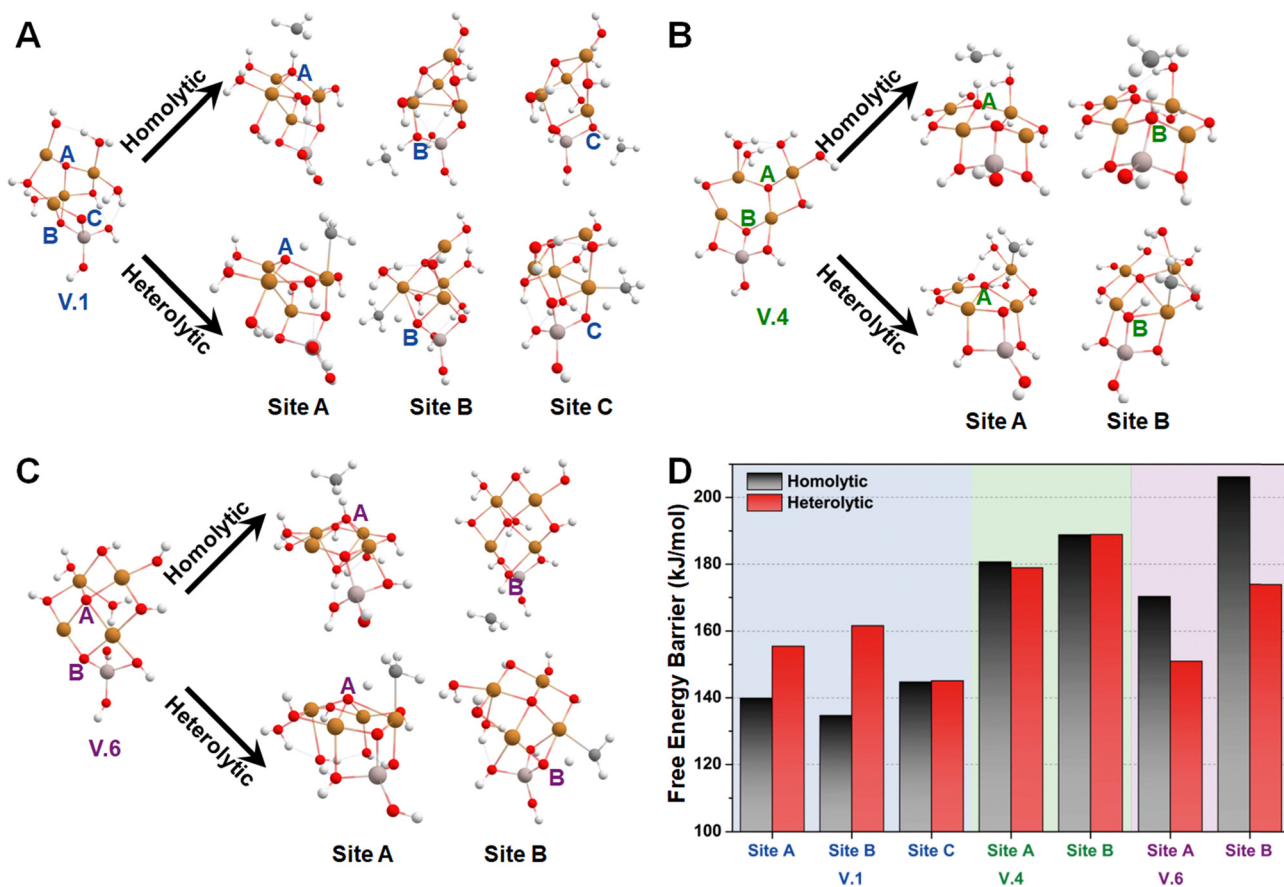 A
Homolytic
A
B
C
A
B
C
V.1
Heterolytic
A
B
C
Site A
Site B
Site C
B
Homolytic
A
B
A
B
V.4
Heterolytic
A
B
Site A
Site B
C
Homolytic
A
B
A
B
V.6
Heterolytic
A
B
Site A
Site B
D
Homolytic
Heterolytic
Free Energy Barrier (kJ/mol)
200
180
160
140
120
100
Site A
Site B
Site C
Site A
Site B
Site A
Site B
V.1
V.4
V.6